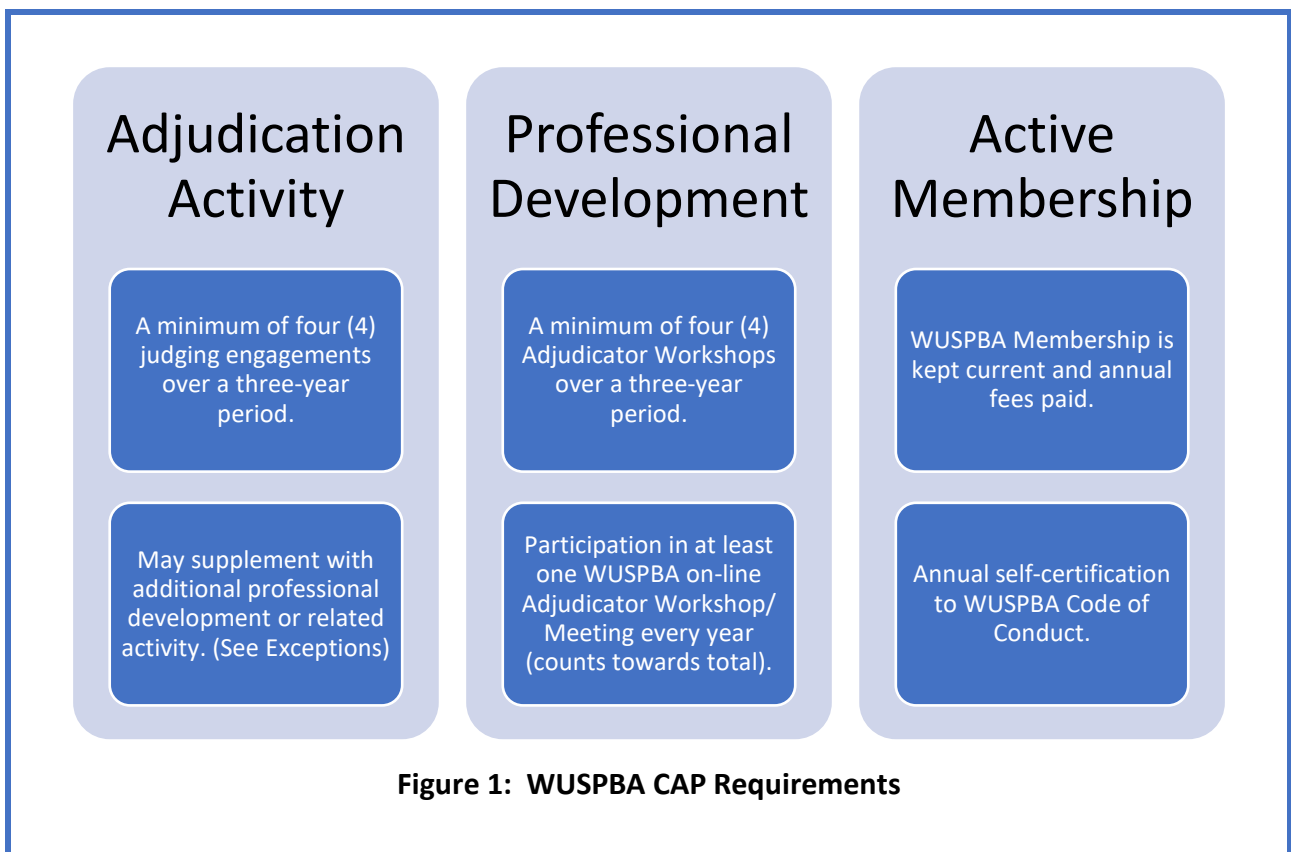 Adjudication
Activity
A minimum of four (4)
judging engagements
over a three-year
period.
May supplement with
additional professional
development or related
activity. (See Exceptions)
Professional
Development
A minimum of four (4)
Adjudicator Workshops
over a three-year
period.
Participation in at least
one WUSPBA on-line
Adjudicator Workshop/
Meeting every year
(counts towards total).
Active
Membership
WUSPBA Membership is
kept current and annual
fees paid.
Annual self-certification
to WUSPBA Code of
Conduct.
Figure 1:  WUSPBA CAP Requirements